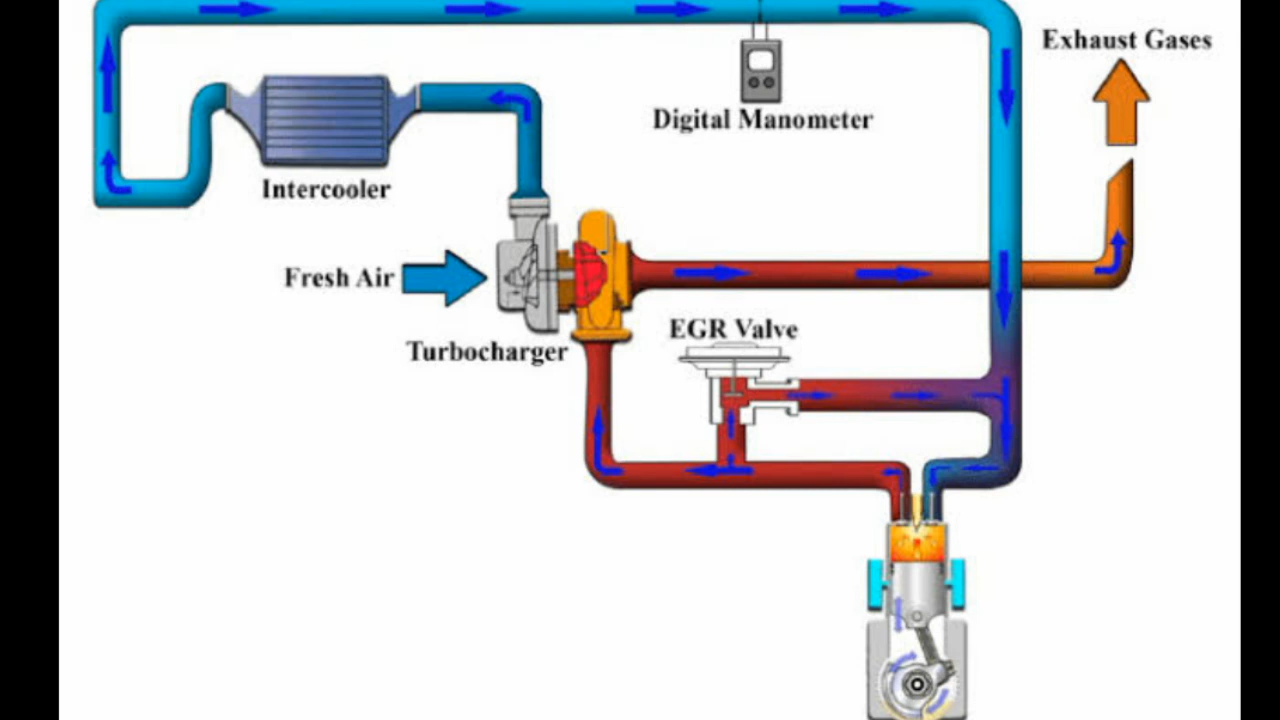 Exhaust Gases
Digital Manometer
Intercooler
Fresh Air
EGR Valve
Turbocharger